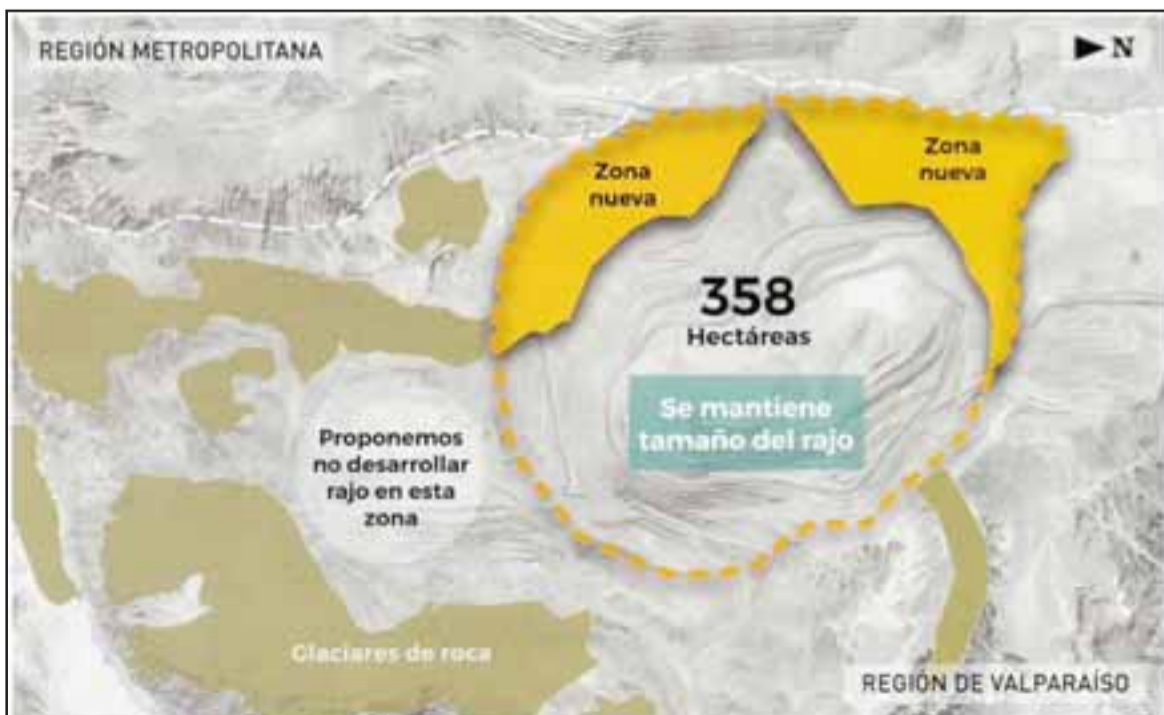 REGIÓN METROPOLITANA
N
Zona
nueva
Zona
nueva
358
Hectáreas
Se mantiene
tamaño del rajo
Proponemos
no desarrollar
rajo en esta
zona
Glaciares de roca
REGIÓN DE VALPARAÍSO